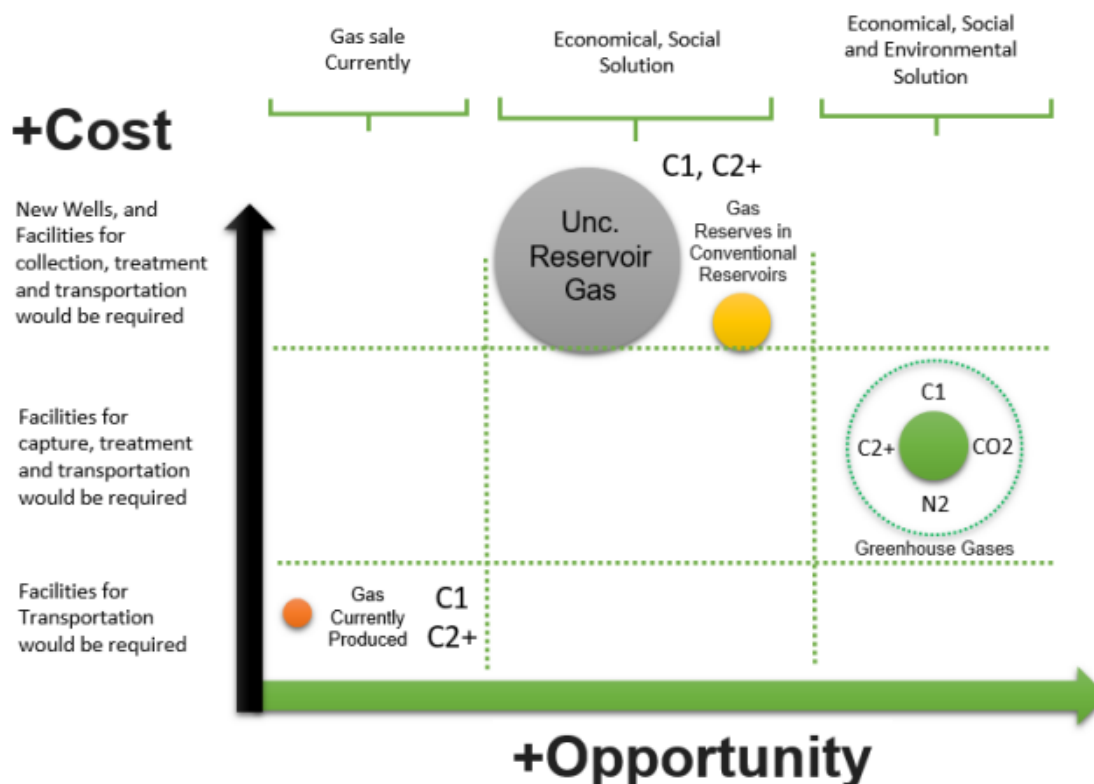 Gas sale
Currently
Economical, Social
Solution
Economical, Social
and Environmental
Solution
+Cost
New Wells, and
Facilities for
collection, treatment
and transportation
would be required
Unc.
Reservoir
Gas
C1, C2+
Gas
Reserves in
Conventional
Reservoirs
Facilities for
capture, treatment
and transportation
would be required
C1
C2+
CO2
N2
Greenhouse Gases
Facilities for
Transportation
would be required
Gas
Currently
Produced
C1
C2+
+Opportunity